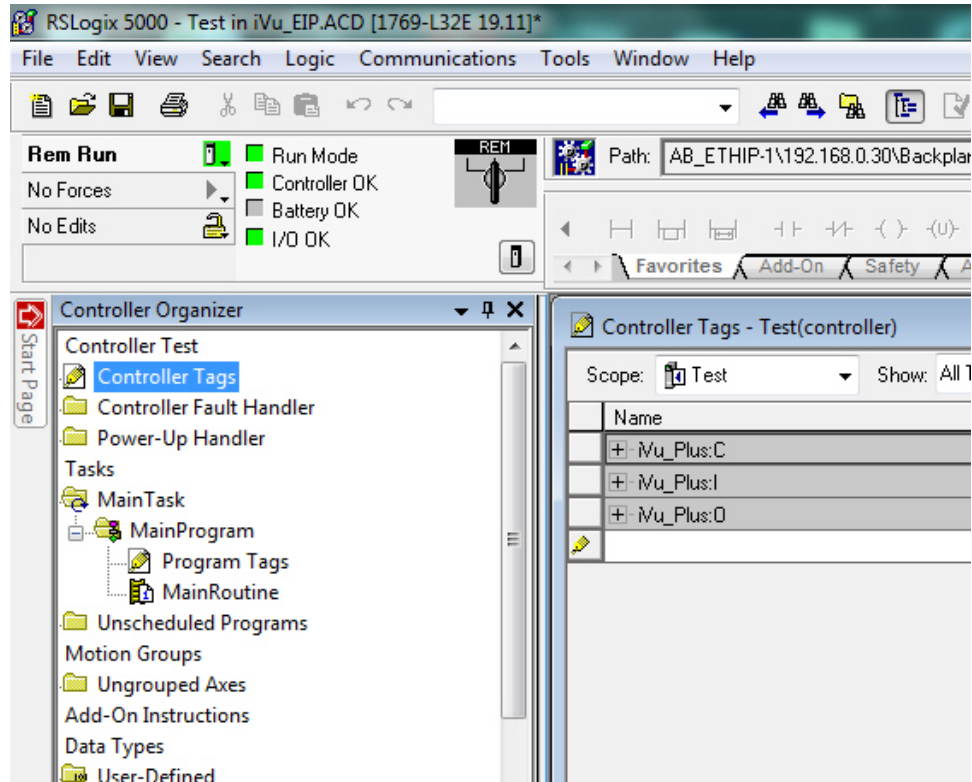 RSLogix 5000 - Test in iVu_EIP.ACD [1769-L32E 19.11]*
File Edit View Search Logic Communications Tools Window Help
Rem Run
No Forces
No Edits
Run Mode
Controller OK
Battery OK
I/O OK
REM
Path: AB_ETHIP-1\192.168.0.30\Backplan
Favorites Add-On Safety A
Start Page
Controller Organizer
Controller Test
Controller Tags
Controller Fault Handler
Power-Up Handler
Tasks
MainTask
MainProgram
Program Tags
MainRoutine
Unscheduled Programs
Motion Groups
Ungrouped Axes
Add-On Instructions
Data Types
User-Defined
Controller Tags - Test(controller)
Scope: Test Show: All T
Name
iVu_Plus:C
iVu_Plus:I
iVu_Plus:O